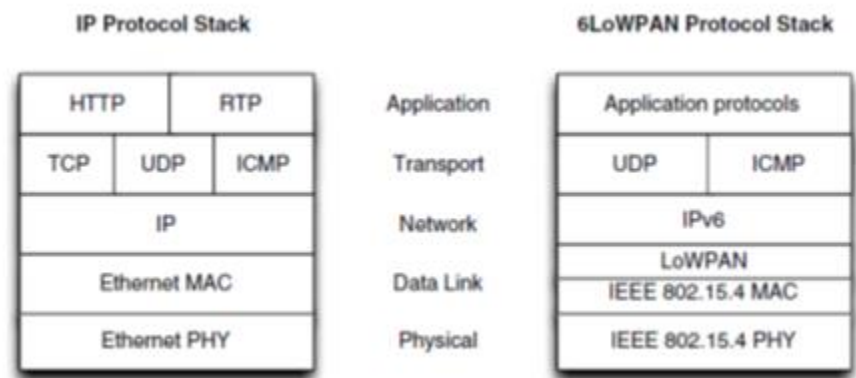 IP Protocol Stack
6LoWPAN Protocol Stack
HTTP RTP Application Application protocols
TCP UDP ICMP Transport UDP ICMP
IP Network IPv6
Ethernet MAC Data Link LoWPAN
IEEE 802.15.4 MAC
Ethernet PHY Physical IEEE 802.15.4 PHY